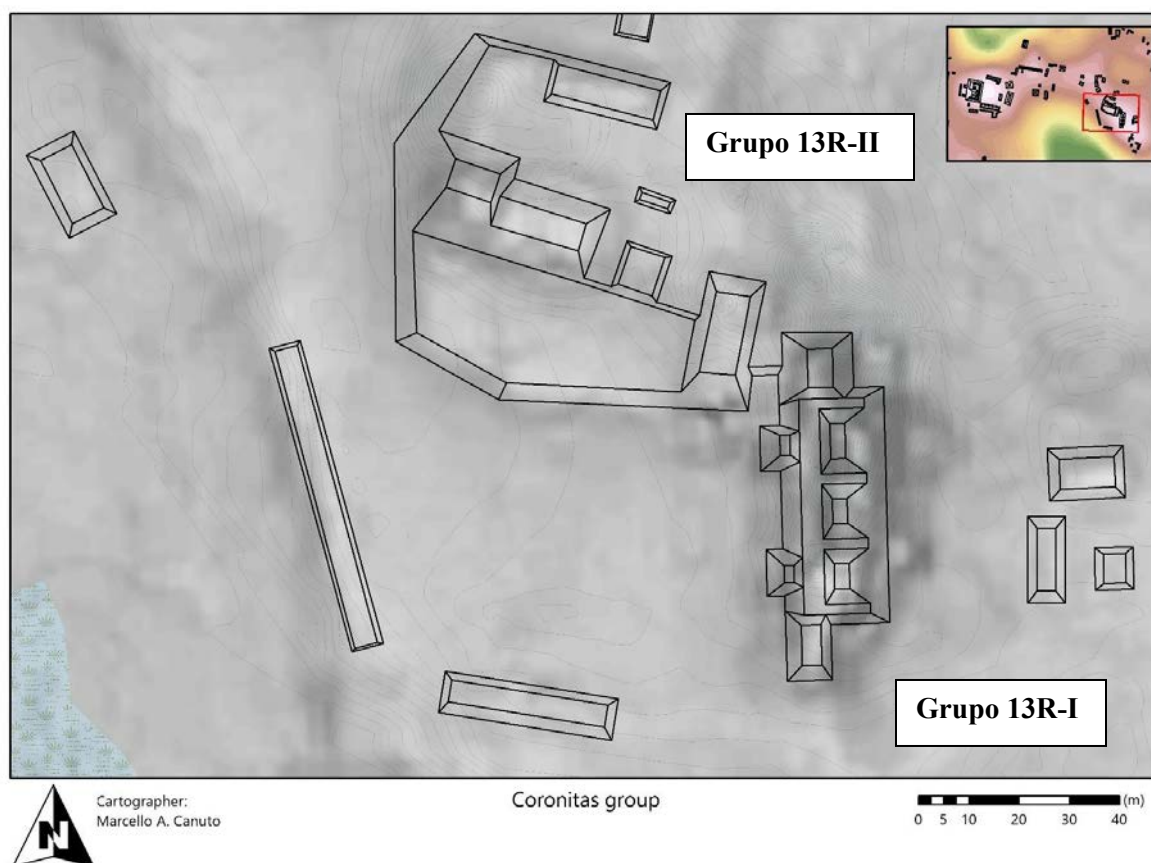 Grupo 13R-II
Grupo 13R-I
N
Cartographer:
Marcello A. Canuto
Coronitas group
(m)
0 5 10 20 30 40